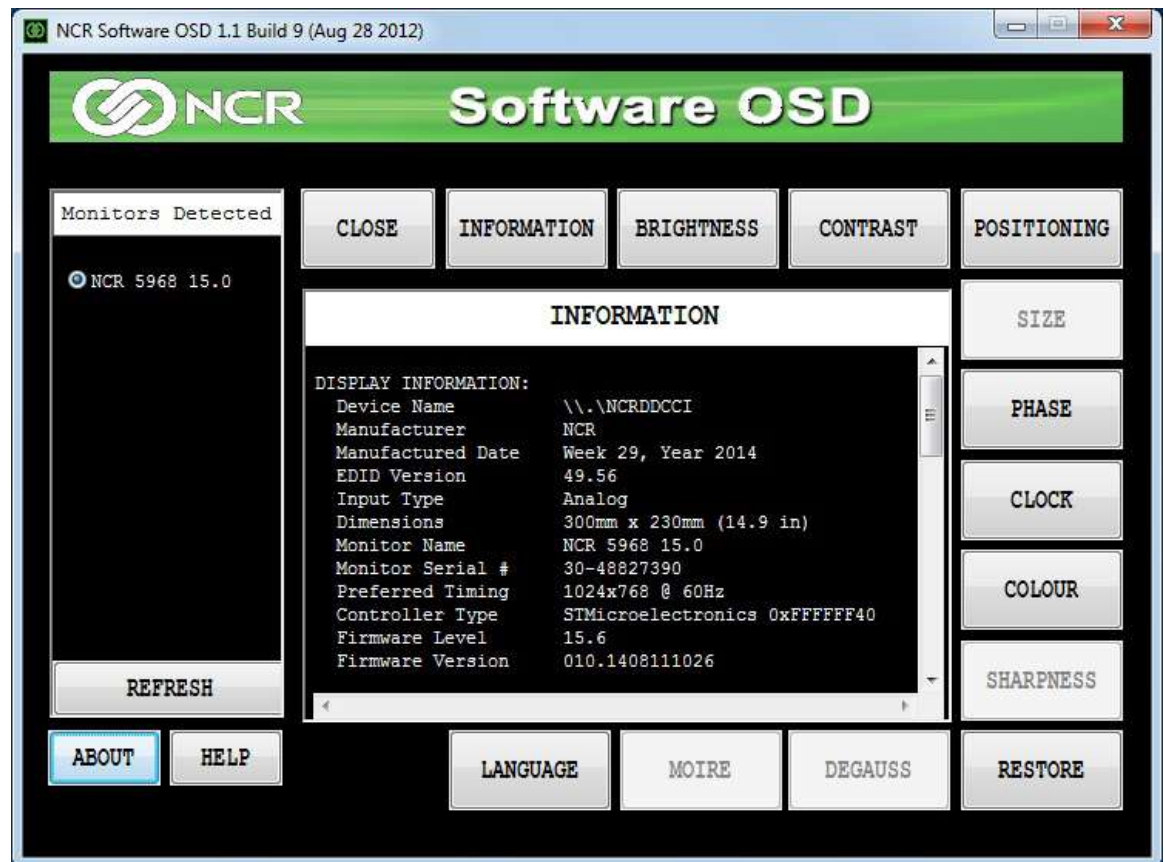 NCR Software OSD 1.1 Build 9 (Aug 28 2012)
NCR Software OSD
Monitors Detected
NCR 5968 15.0
REFRESH
ABOUT HELP
CLOSE INFORMATION BRIGHTNESS CONTRAST POSITIONING
INFORMATION
DISPLAY INFORMATION:
Device Name \\.\NCRDDCCI
Manufacturer NCR
Manufactured Date Week 29, Year 2014
EDID Version 49.56
Input Type Analog
Dimensions 300mm x 230mm (14.9 in)
Monitor Name NCR 5968 15.0
Monitor Serial # 30-48827390
Preferred Timing 1024x768 @ 60Hz
Controller Type STMicroelectronics 0xFFFFFF40
Firmware Level 15.6
Firmware Version 010.1408111026
SIZE
PHASE
CLOCK
COLOUR
SHARPNESS
LANGUAGE MOIRE DEGAUSS RESTORE